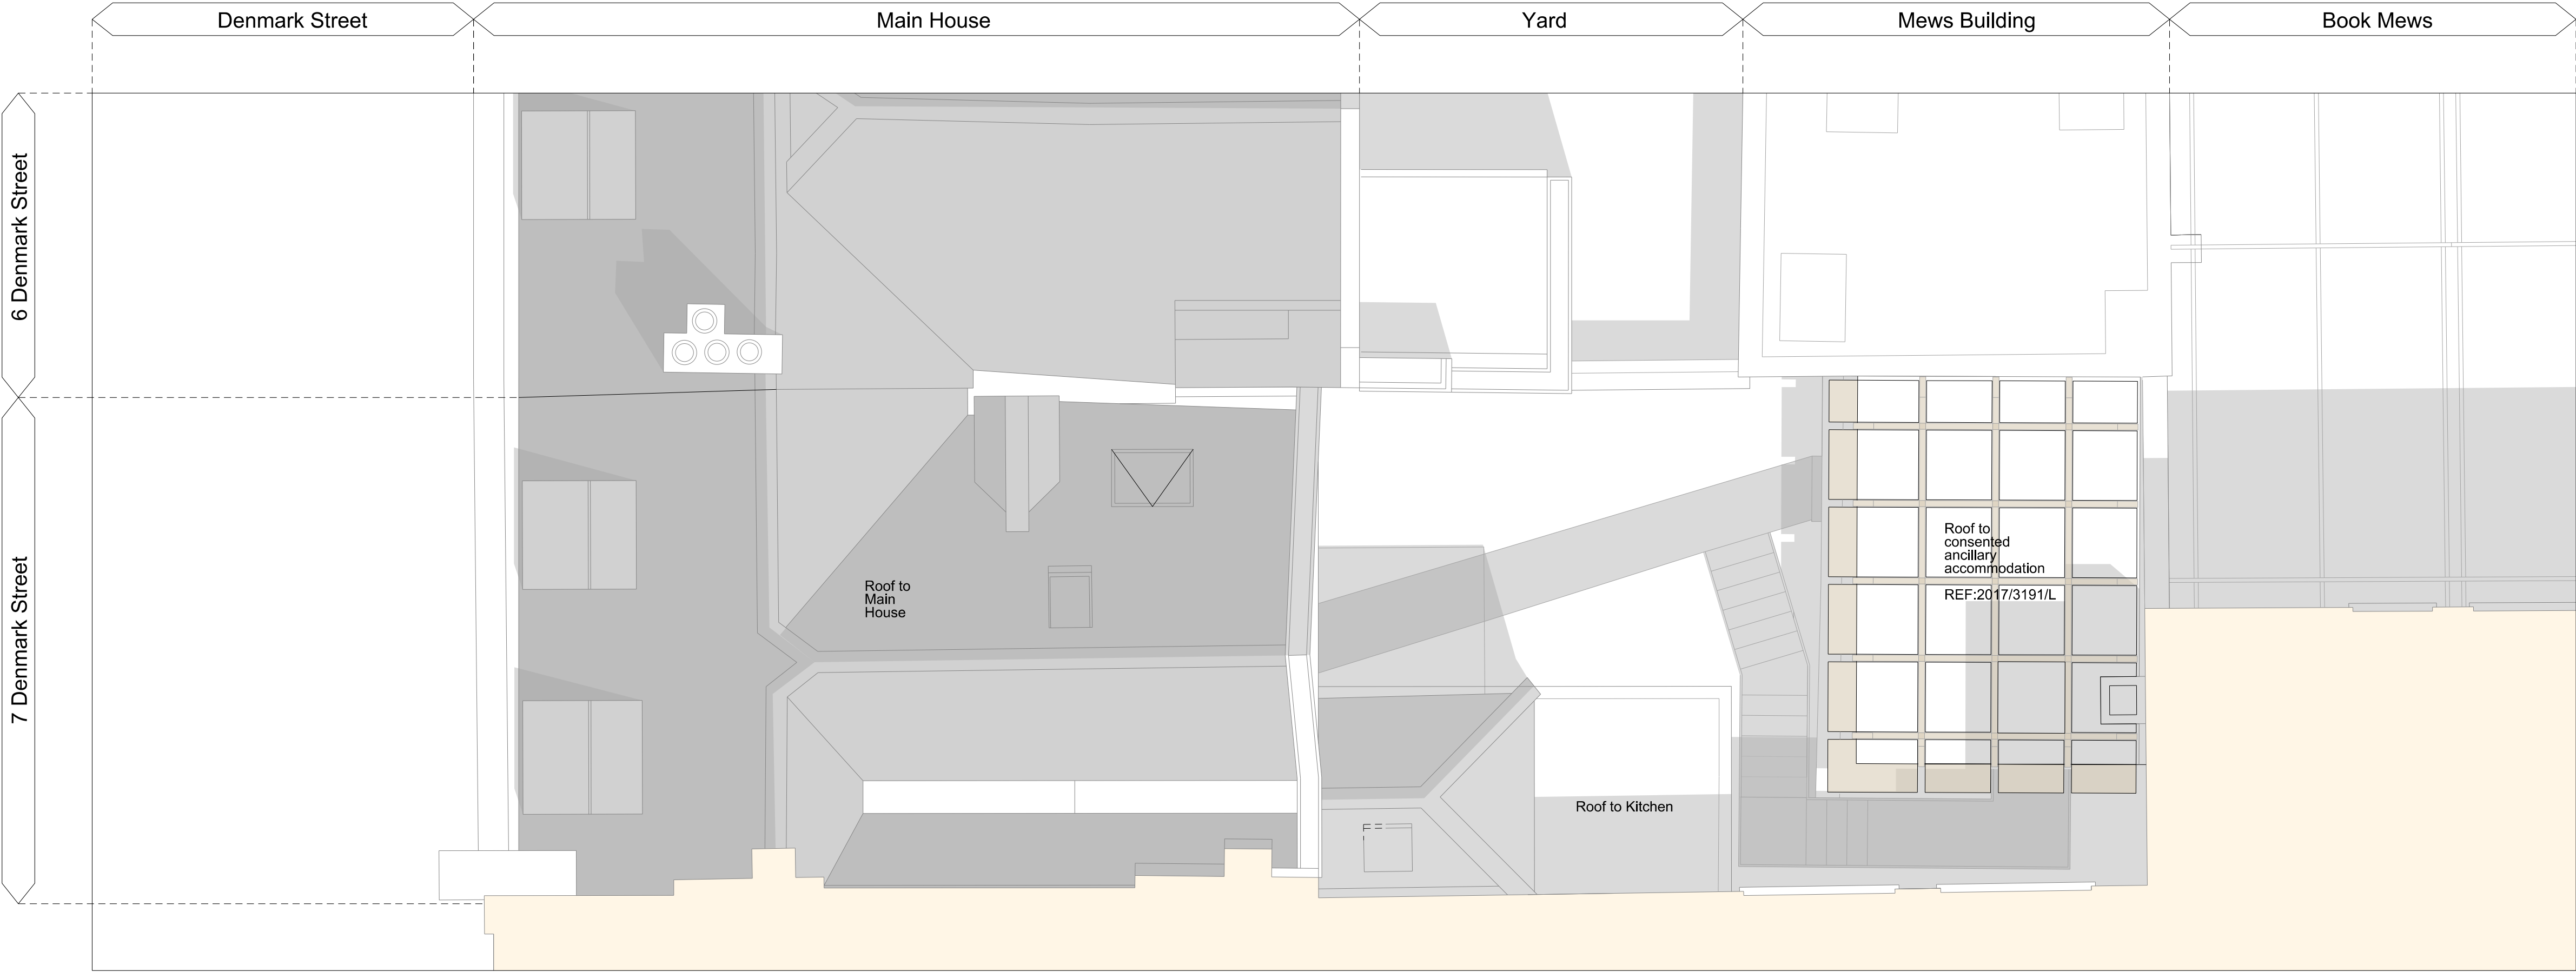 Denmark Street
Main House
Yard
Mews Building
Book Mews
6 Denmark Street
7 Denmark Street
Roof to
Main
House
Roof to
consented
ancillary
accommodation
REF:2017/3191/L
Roof to Kitchen